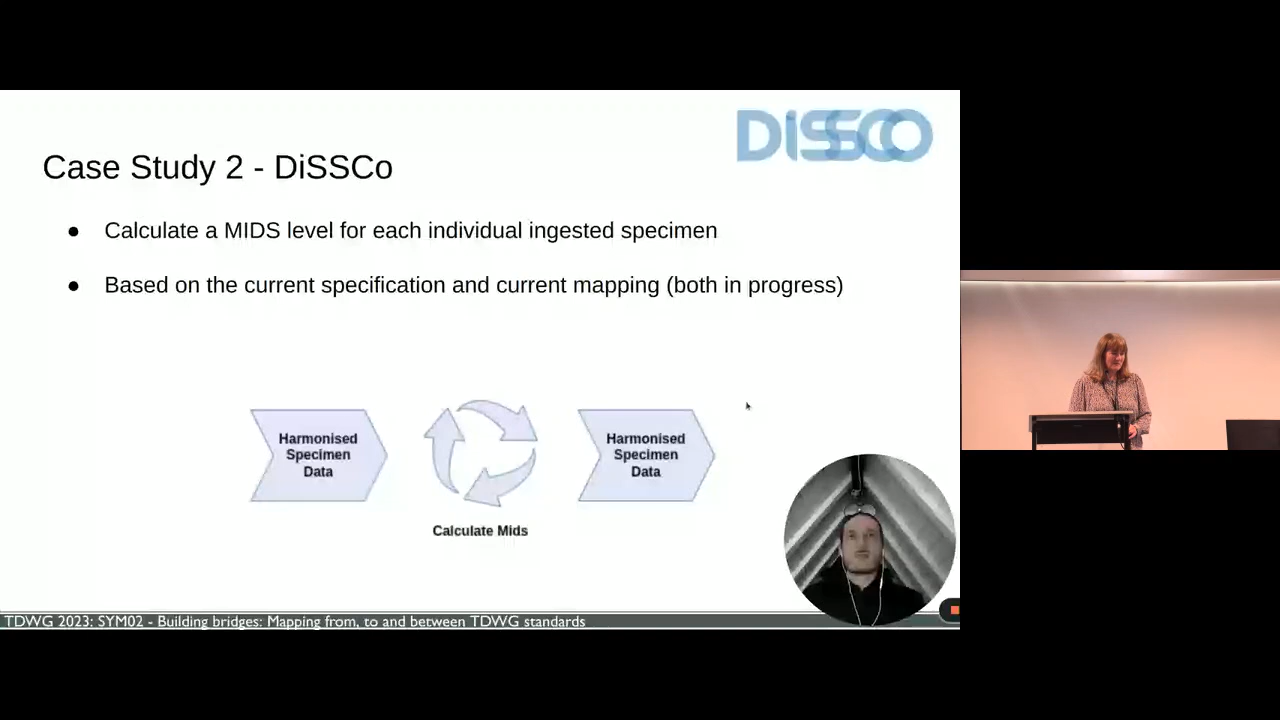 DISSCO
Case Study 2 - DiSSCo
● Calculate a MIDS level for each individual ingested specimen
● Based on the current specification and current mapping (both in progress)
Harmonised
Specimen
Data
Harmonised
Specimen
Data
Calculate Mids
TDWG 2023: SYM02 - Building bridges: Mapping from, to and between TDWG standards